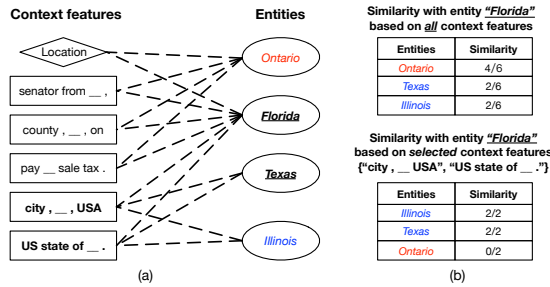 Context features
Entities
Location
senator from __ ,
county , __ , on
pay __ sale tax .
city , __ , USA
US state of __ .
Ontario
Florida
Texas
Illinois
(a)
Similarity with entity "Florida"
based on all context features
Entities Similarity
Ontario 4/6
Texas 2/6
Illinois 2/6
Similarity with entity "Florida"
based on selected context features
{"city , __ USA", "US state of __ ."}
Entities Similarity
Illinois 2/2
Texas 2/2
Ontario 0/2
(b)